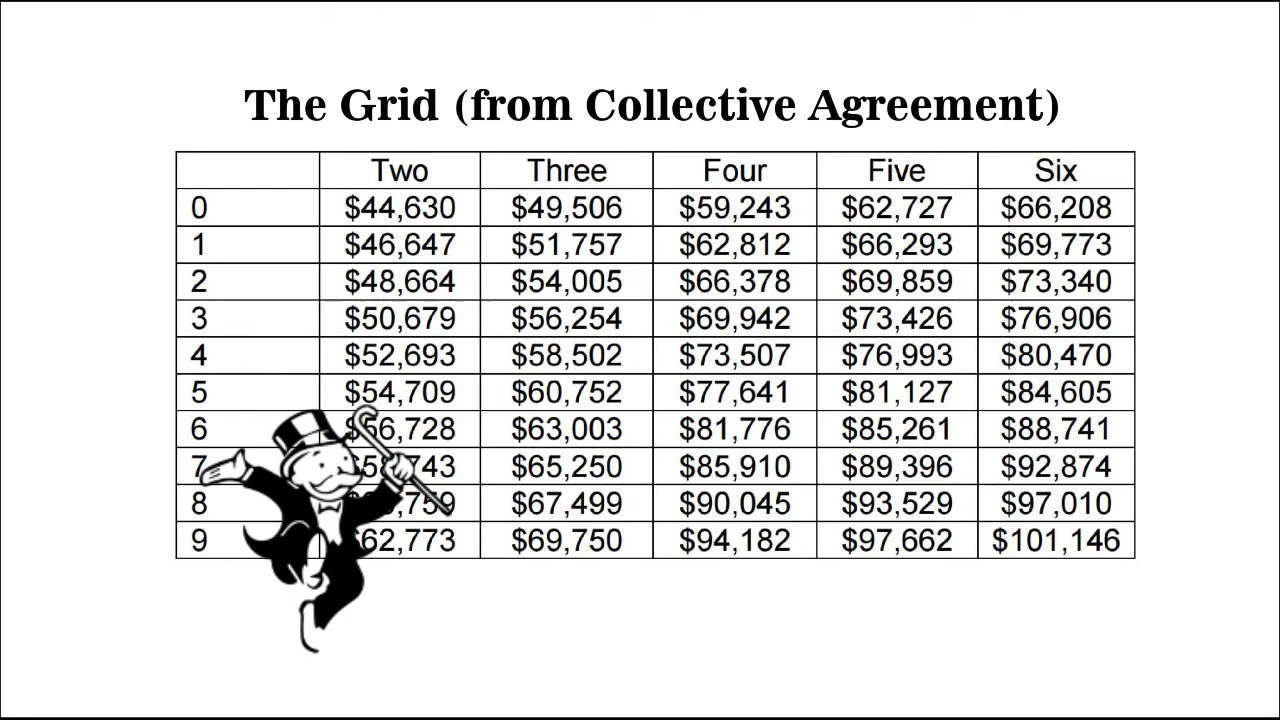 The Grid (from Collective Agreement)
Two Three Four Five Six
0 $44,630 $49,506 $59,243 $62,727 $66,208
1 $46,647 $51,757 $62,812 $66,293 $69,773
2 $48,664 $54,005 $66,378 $69,859 $73,340
3 $50,679 $56,254 $69,942 $73,426 $76,906
4 $52,693 $58,502 $73,507 $76,993 $80,470
5 $54,709 $60,752 $77,641 $81,127 $84,605
6 $56,728 $63,003 $81,776 $85,261 $88,741
7 $65,250 $85,910 $89,396 $92,874
8 $67,499 $90,045 $93,529 $97,010
9 $62,773 $69,750 $94,182 $97,662 $101,146